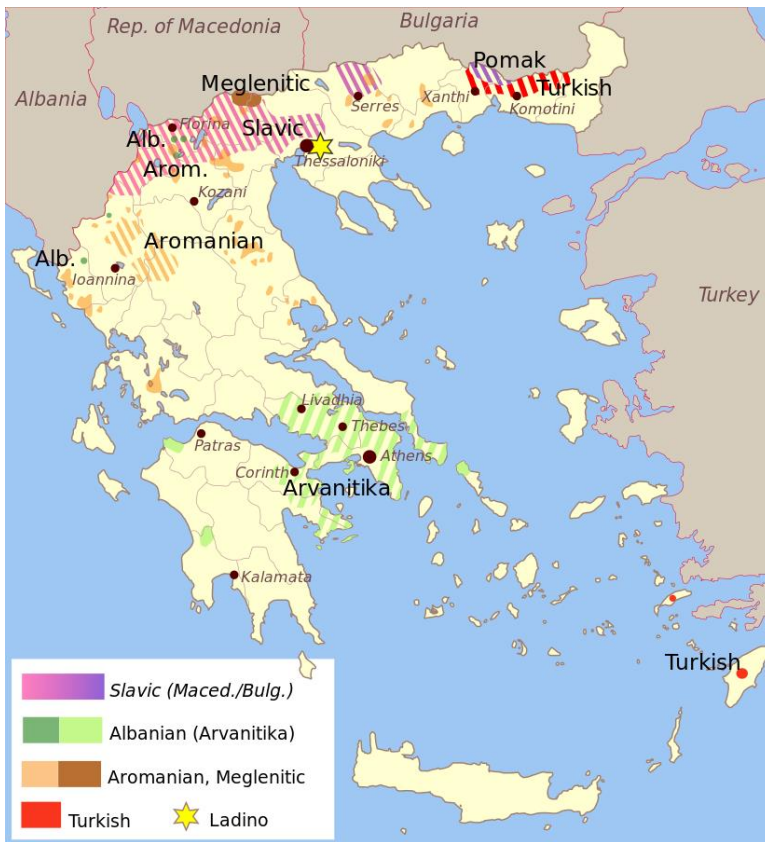 Rep. of Macedonia
Bulgaria
Albania
Pomak
Meglenitic
Turkish
Xanthi
Serres
Komotini
Florina
Slavic
Alb.
Thessaloniki
Arom.
Kozani
Aromanian
Alb.
Ioannina
Turkey
Livadhia
Thebes
Patras
Athens
Corinth
Arvanitika
Kalamata
Turkish
Slavic (Maced./Bulg.)
Albanian (Arvanitika)
Aromanian, Meglenitic
Turkish
Ladino